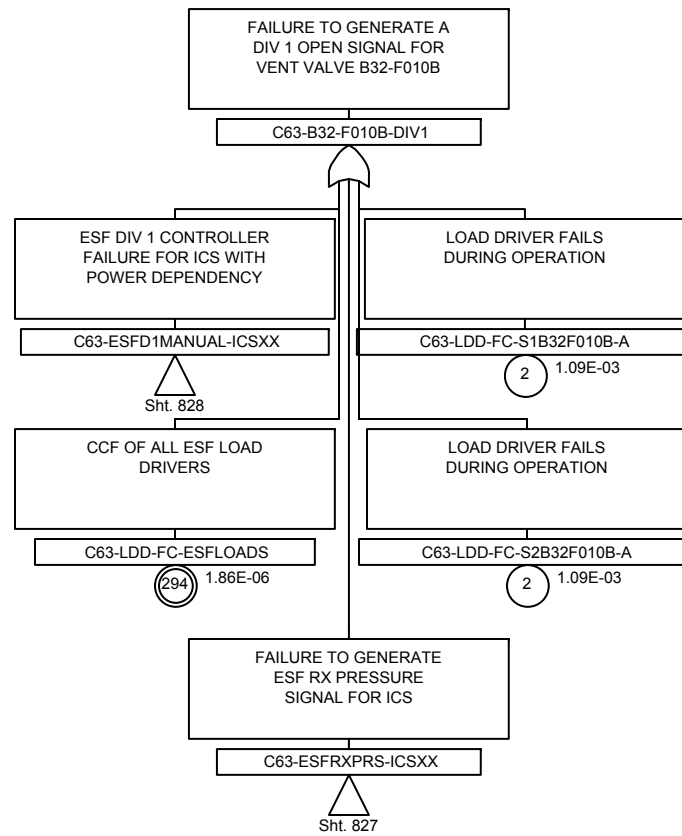 FAILURE TO GENERATE A
DIV 1 OPEN SIGNAL FOR
VENT VALVE B32-F010B
C63-B32-F010B-DIV1
ESF DIV 1 CONTROLLER
FAILURE FOR ICS WITH
POWER DEPENDENCY
C63-ESFD1MANUAL-ICSXX
Sht. 828
LOAD DRIVER FAILS
DURING OPERATION
C63-LDD-FC-S1B32F010B-A
2 1.09E-03
CCF OF ALL ESF LOAD
DRIVERS
C63-LDD-FC-ESFLOADS
294 1.86E-06
LOAD DRIVER FAILS
DURING OPERATION
C63-LDD-FC-S2B32F010B-A
2 1.09E-03
FAILURE TO GENERATE
ESF RX PRESSURE
SIGNAL FOR ICS
C63-ESFRXPRS-ICSXX
Sht. 827